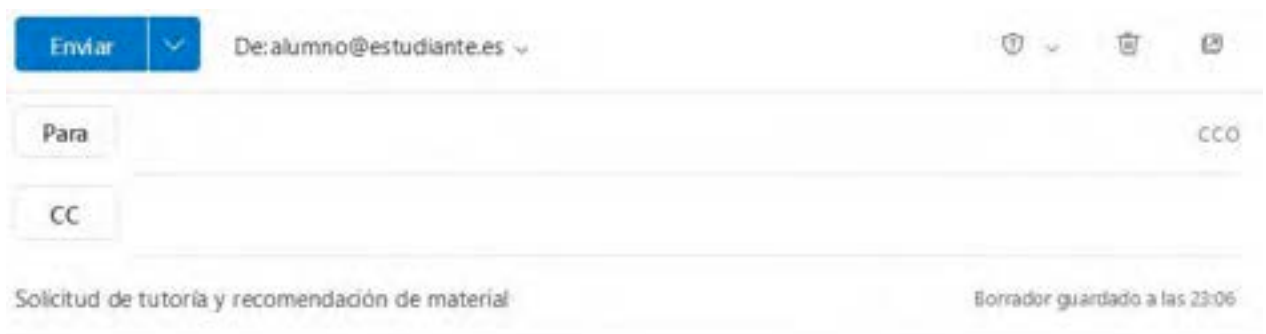 Enviar De:alumno@estudiante.es
Para CCO
CC
Solicitud de tutoría y recomendación de material Borrador guardado a las 23:06